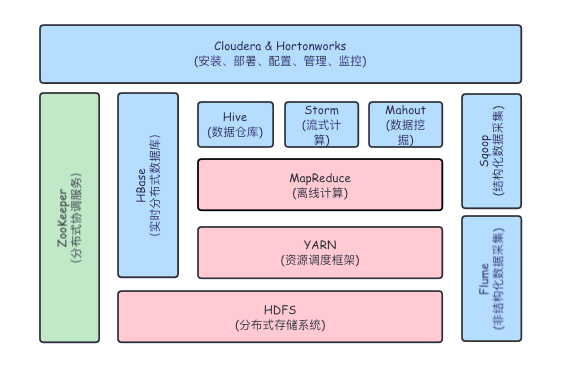 Cloudera & Hortonworks
(安装、部署、配置、管理、监控)
ZooKeeper
(分布式协调服务)
HBase
(实时分布式数据库)
Hive
(数据仓库)
Storm
(流式计
算)
Mahout
(数据挖
掘)
MapReduce
(离线计算)
YARN
(资源调度框架)
HDFS
(分布式存储系统)
Sqoop
(结构化数据采集)
Flume
(非结构化数据采集)